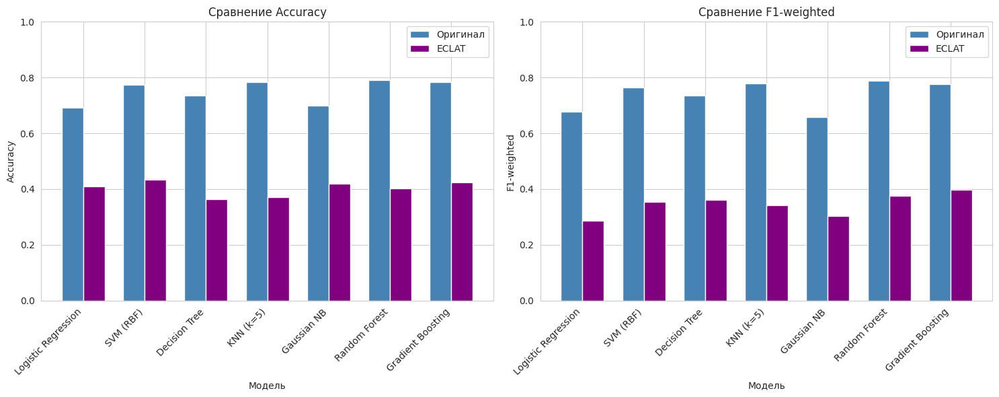 Сравнение Accuracy
Accuracy
1.0
0.8
0.6
0.4
0.2
0.0
Оригинал
ECLAT
Logistic Regression
SVM (RBF)
Decision Tree
KNN (k=5)
Gaussian NB
Random Forest
Gradient Boosting
Модель
Сравнение F1-weighted
F1-weighted
1.0
0.8
0.6
0.4
0.2
0.0
Оригинал
ECLAT
Logistic Regression
SVM (RBF)
Decision Tree
KNN (k=5)
Gaussian NB
Random Forest
Gradient Boosting
Модель